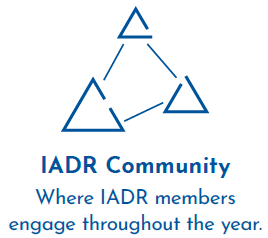 IADR Community
Where IADR members
engage throughout the year.